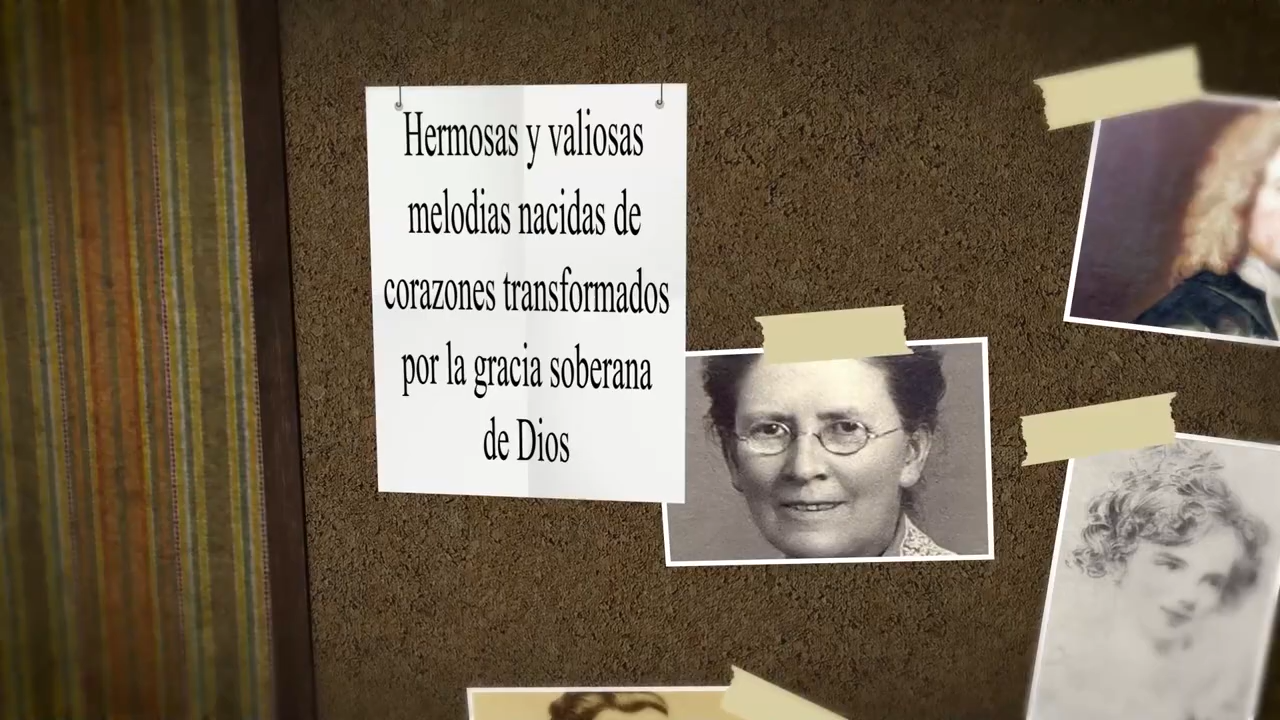 Hermosas y valiosas
melodias nacidas de
corazones transformados
por la gracia soberana
de Dios